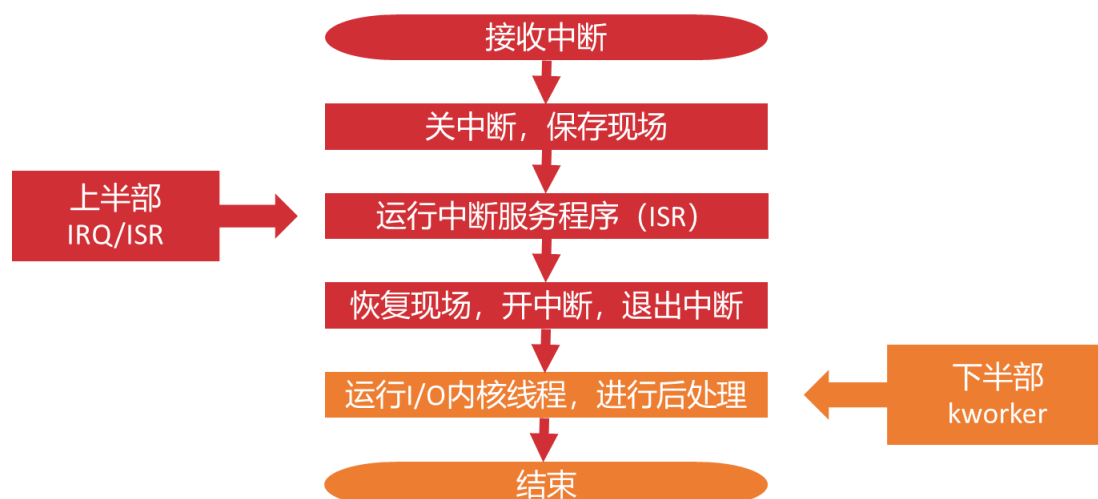 接收中断
关中断，保存现场
上半部
IRQ/ISR
运行中断服务程序（ISR）
恢复现场，开中断，退出中断
运行I/O内核线程，进行后处理
下半部
kworker
结束